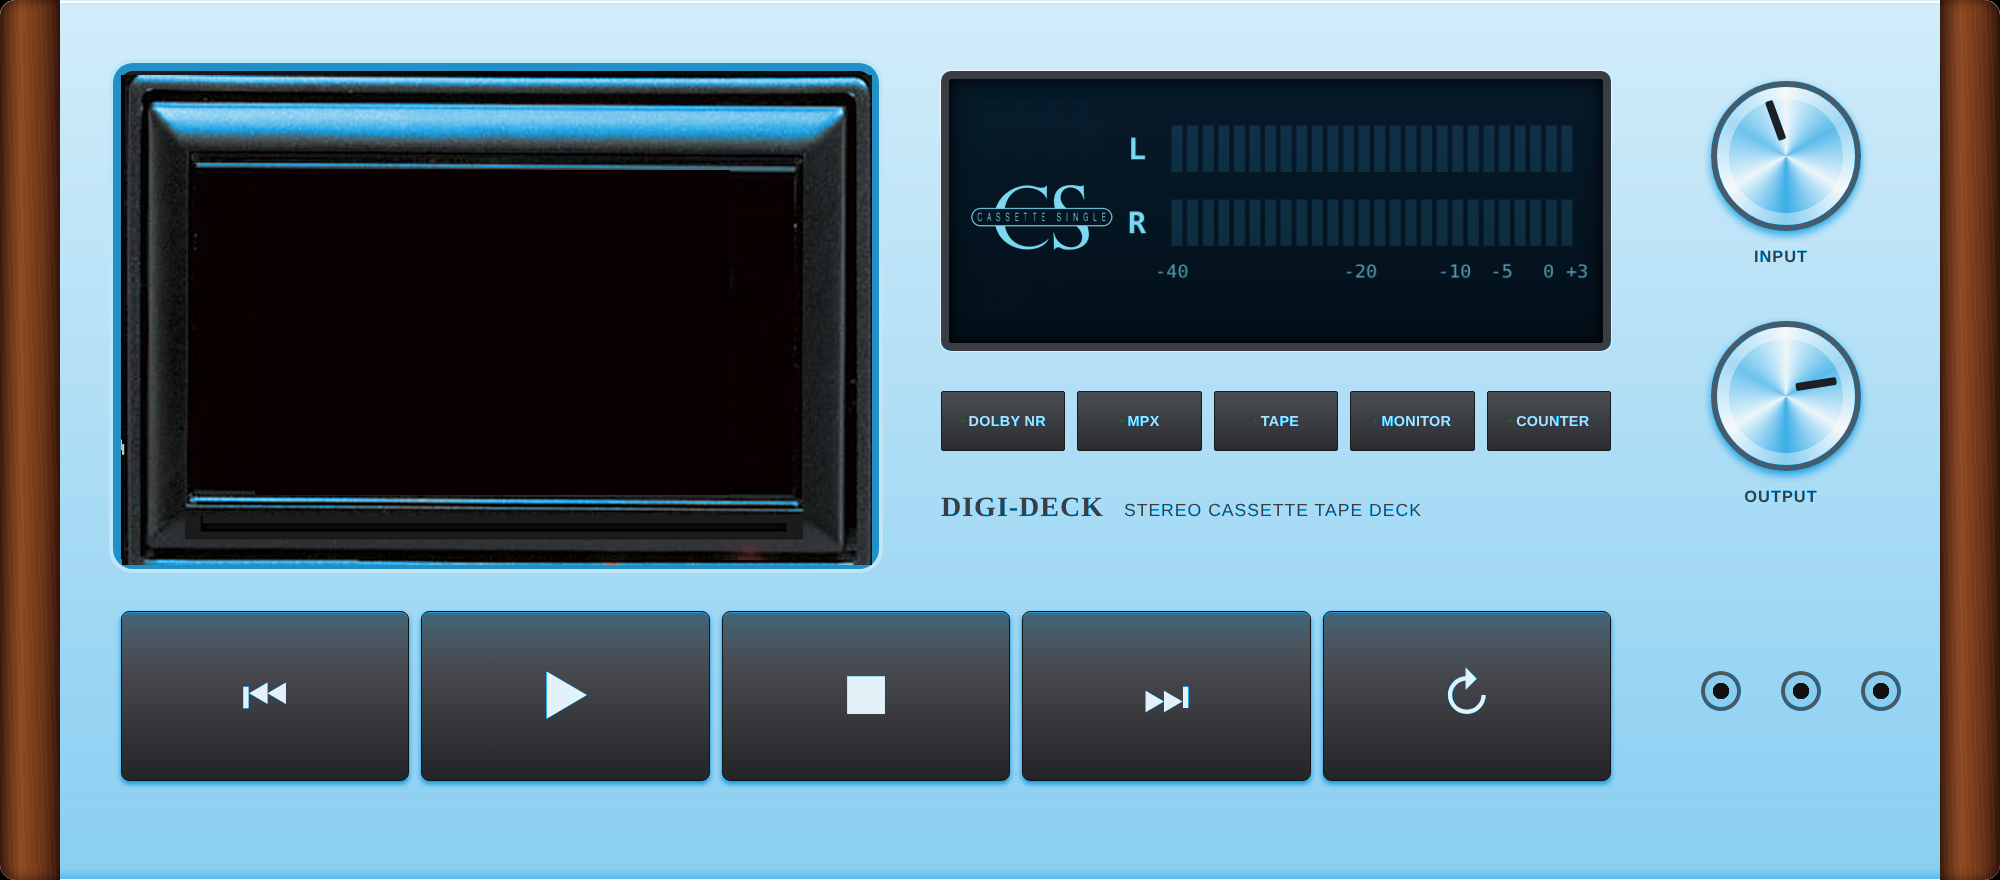 L
CS
CASSETTE SINGLE
R
-40 -20 -10 -5 0 +3
INPUT
DOLBY NR MPX TAPE MONITOR COUNTER
DIGI-DECK STEREO CASSETTE TAPE DECK
OUTPUT